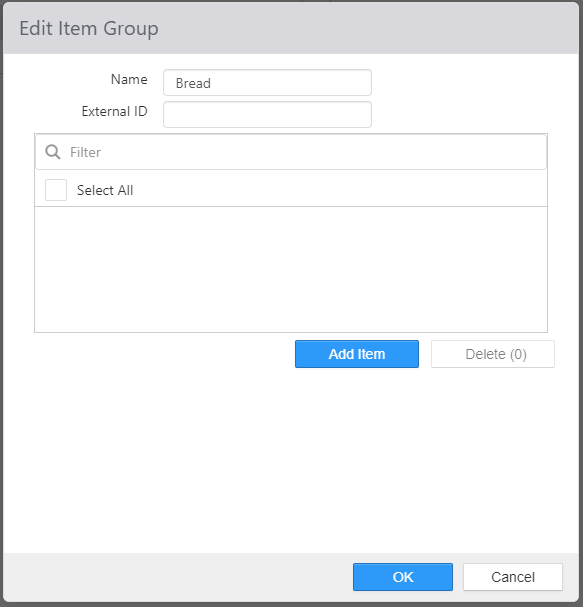 Edit Item Group
Name Bread
External ID
Filter
Select All
Add Item Delete (0)
OK Cancel